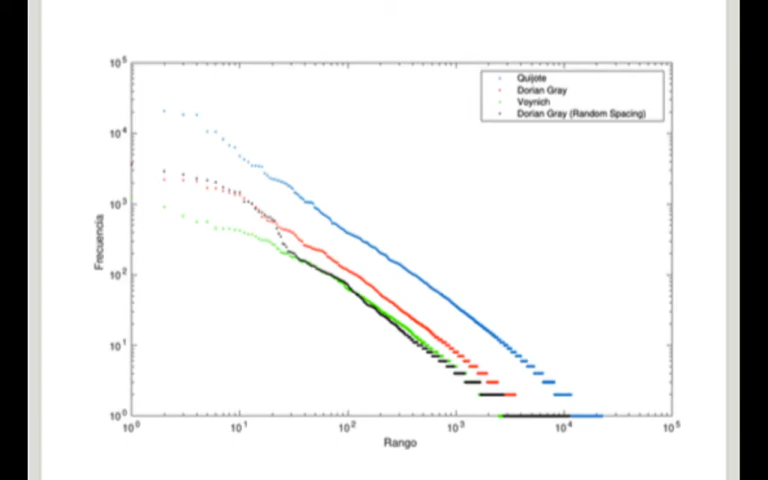 10^5
10^4
10^3
10^2
10^1
10^0
Frecuencia
Quijote
Dorian Gray
Voynich
Dorian Gray (Random Spacing)
10^0 10^1 10^2 10^3 10^4 10^5
Rango